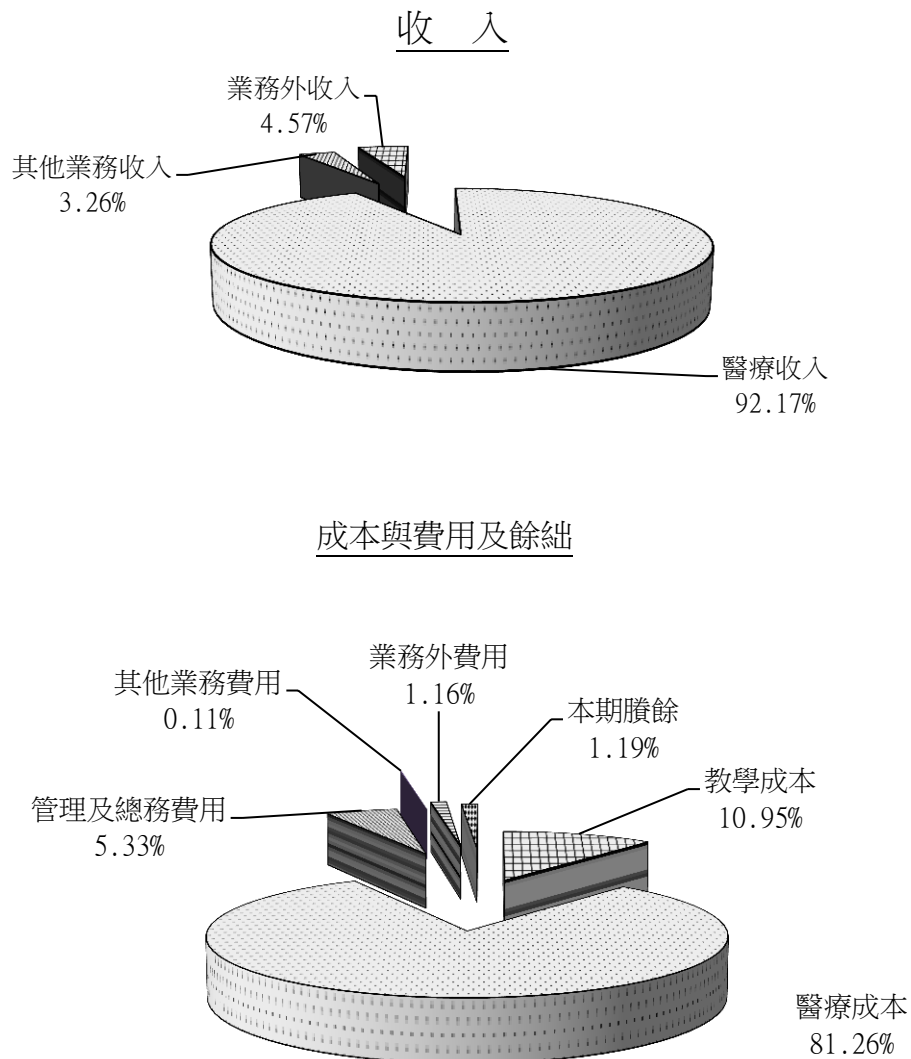 收 入
業務外收入
4.57%
其他業務收入
3.26%
醫療收入
92.17%
成本與費用及餘絀
業務外費用
1.16%
其他業務費用
0.11%
本期賸餘
1.19%
教學成本
10.95%
管理及總務費用
5.33%
醫療成本
81.26%